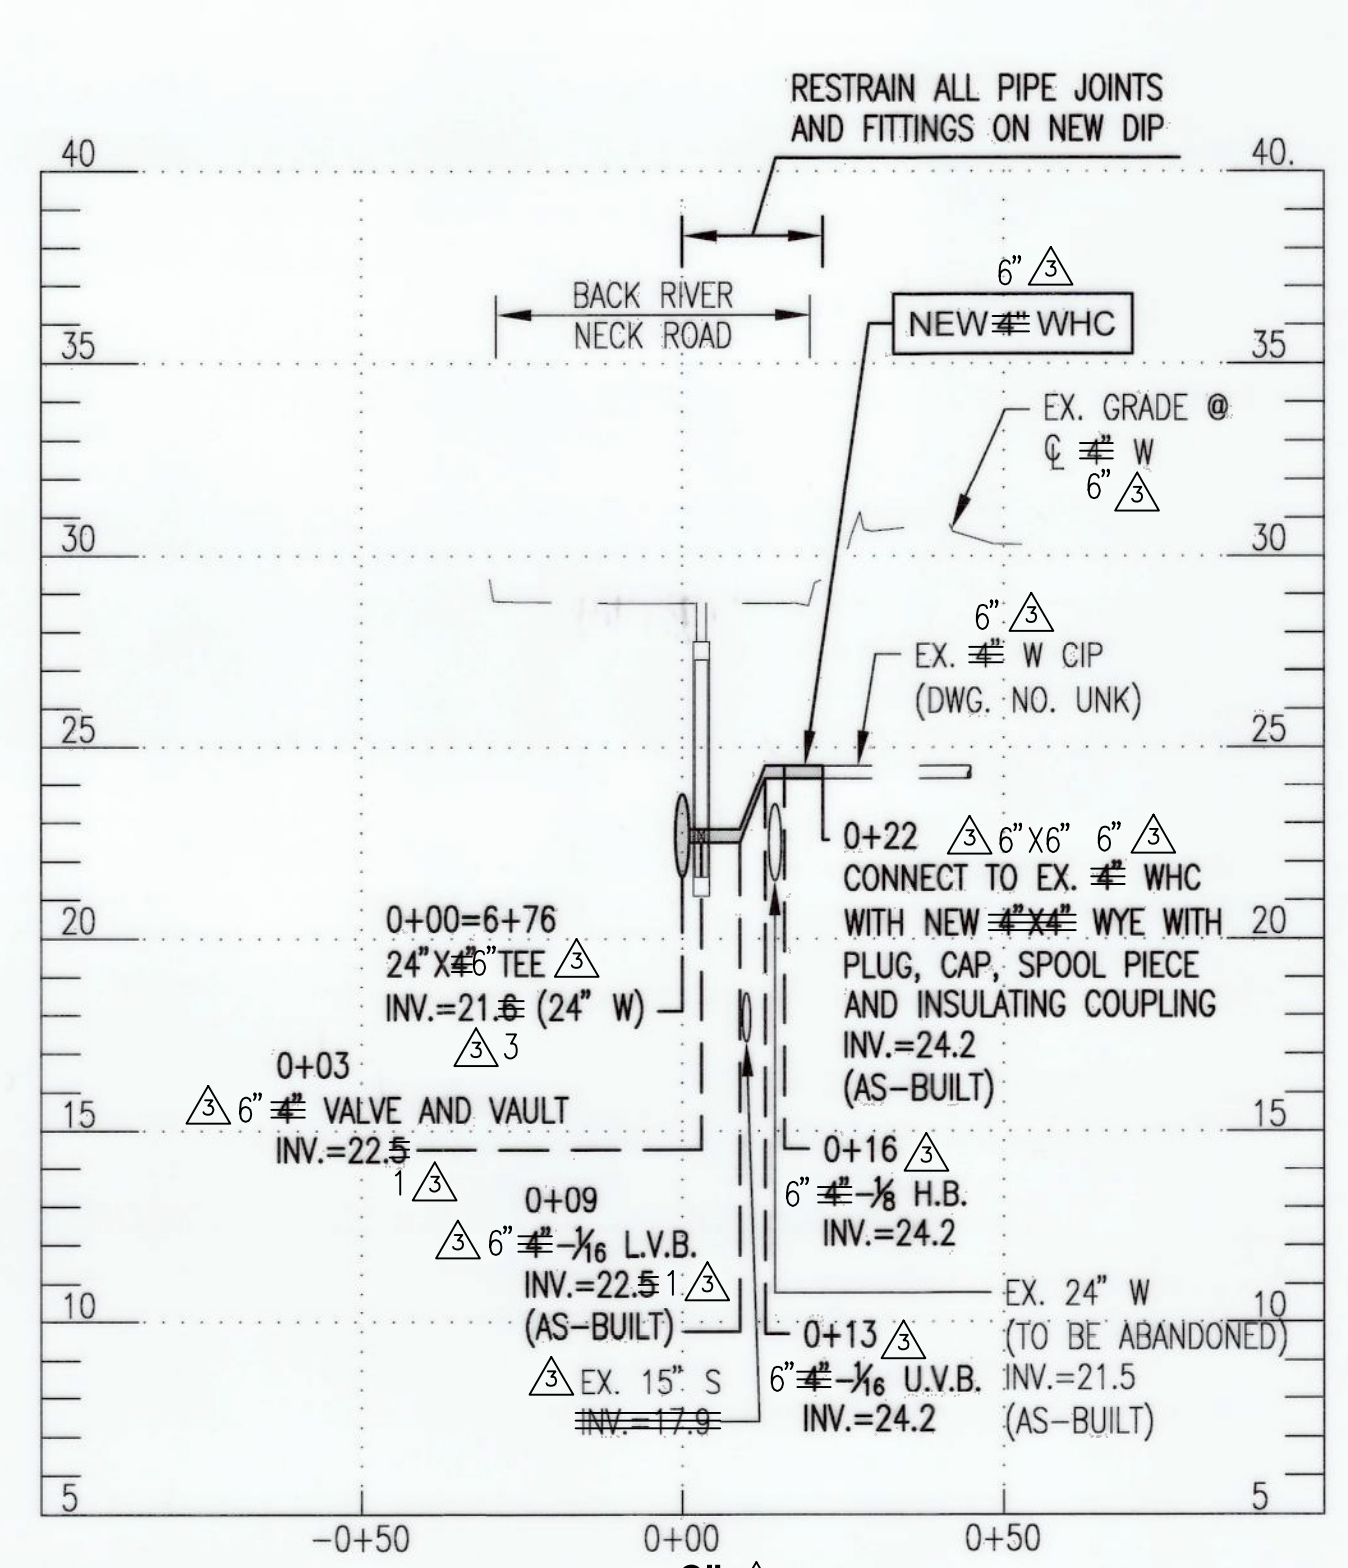 RESTRAIN ALL PIPE JOINTS
AND FITTINGS ON NEW DIP
40 40.
BACK RIVER
NECK ROAD
6" 3
NEW 4" WHC
35 35
EX. GRADE @
℄ 4" W
6" 3
30 30
6" 3
EX. 4" W CIP
(DWG. NO. UNK)
25 25
0+22 3 6"X6" 6" 3
CONNECT TO EX. 4" WHC
WITH NEW 4"X4" WYE WITH
PLUG, CAP, SPOOL PIECE
AND INSULATING COUPLING
INV.=24.2
(AS-BUILT)
20 20
0+00=6+76
24"X4"6"TEE 3
INV.=21.6 (24" W)
3 3
0+03
3 6" 4" VALVE AND VAULT
INV.=22.5
1 3
15 15
0+16 3
6" 4"-1/8 H.B.
INV.=24.2
0+09
3 6" 4"-1/16 L.V.B.
INV.=22.5 1 3
(AS-BUILT)
EX. 24" W
(TO BE ABANDONED)
INV.=21.5
(AS-BUILT)
10 10
0+13 3
6" 4"-1/16 U.V.B.
INV.=24.2
3 EX. 15" S
INV.=17.9
5 5
-0+50 0+00 0+50